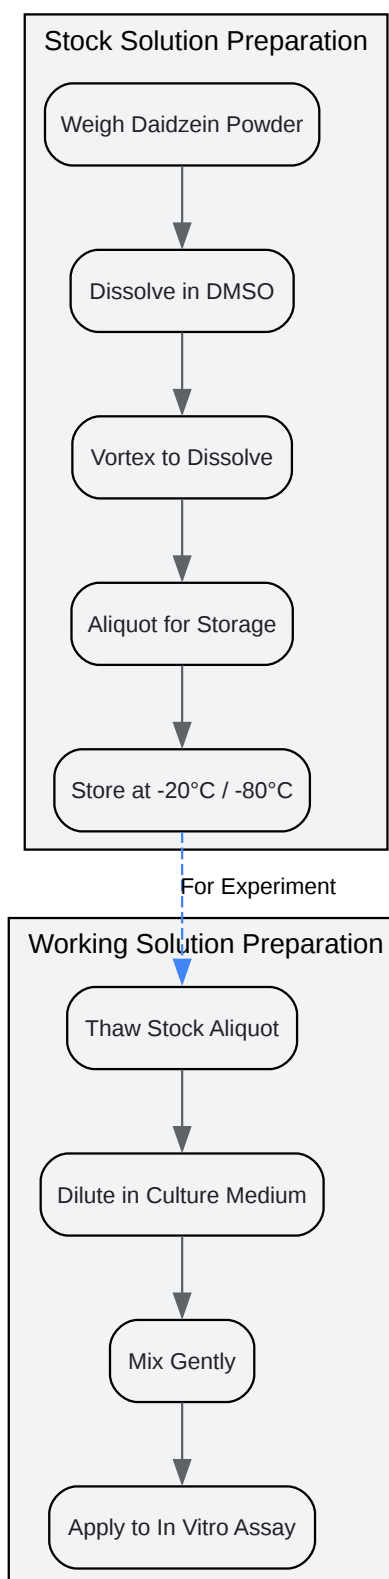 Stock Solution Preparation
Weigh Daidzein Powder
Dissolve in DMSO
Vortex to Dissolve
Aliquot for Storage
Store at -20°C / -80°C
For Experiment
Working Solution Preparation
Thaw Stock Aliquot
Dilute in Culture Medium
Mix Gently
Apply to In Vitro Assay